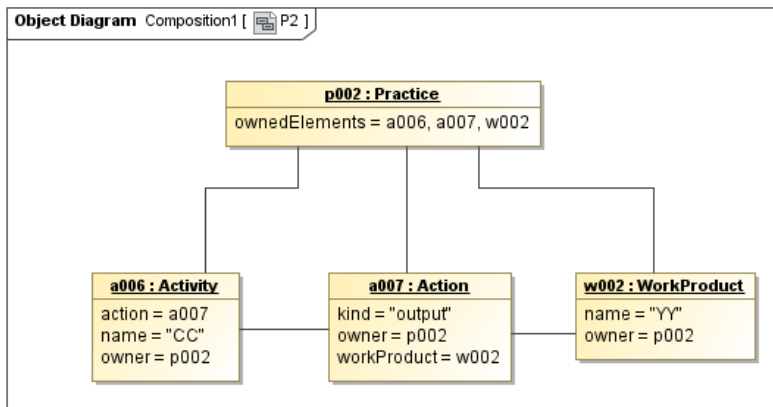 Object Diagram Composition1 [ P2 ]
p002 : Practice
ownedElements = a006, a007, w002
a006 : Activity
action = a007
name = "CC"
owner = p002
a007 : Action
kind = "output"
owner = p002
workProduct = w002
w002 : WorkProduct
name = "YY"
owner = p002